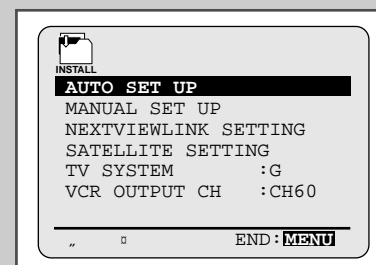 INSTALL
AUTO SET UP
MANUAL SET UP
NEXTVIEWLINK SETTING
SATELLITE SETTING
TV SYSTEM :G
VCR OUTPUT CH :CH60
„ ¤ END:MENU